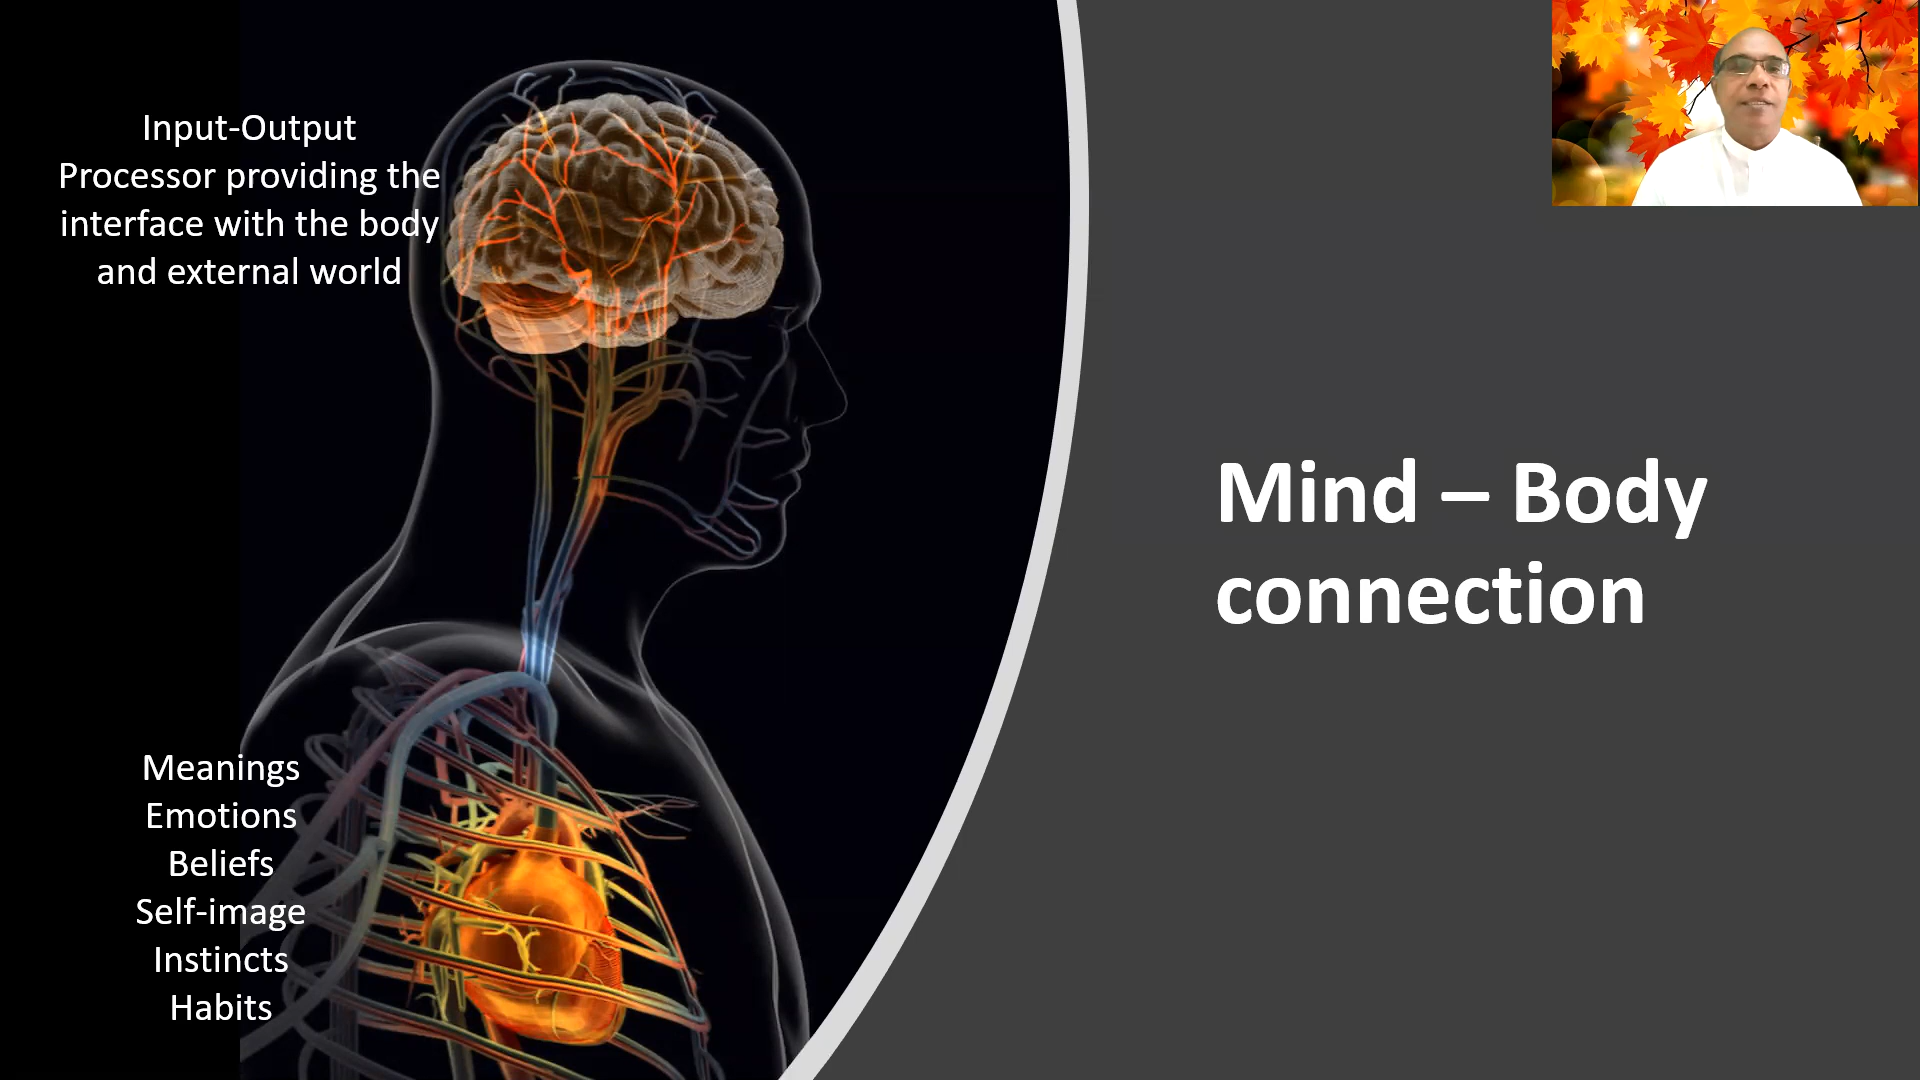 Input-Output
Processor providing the
interface with the body
and external world
Mind – Body
connection
Meanings
Emotions
Beliefs
Self-image
Instincts
Habits